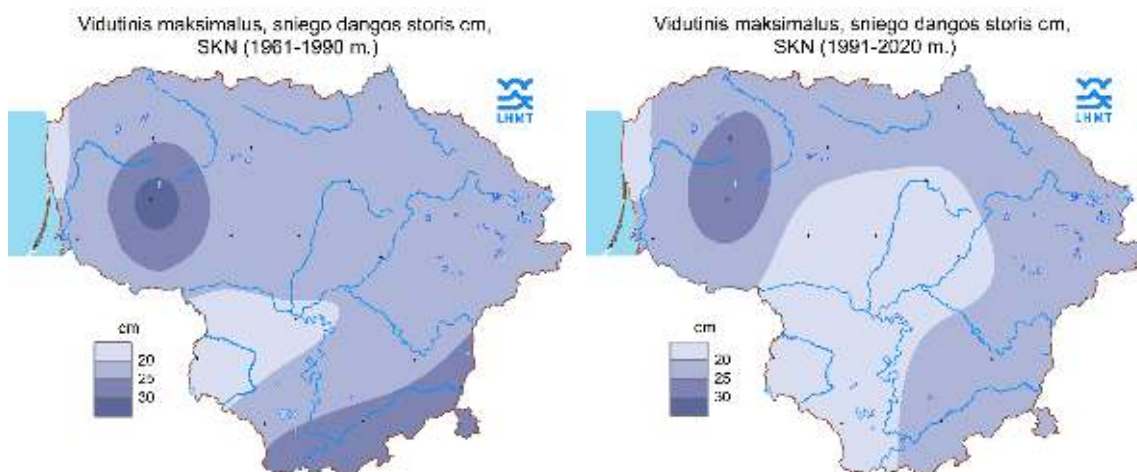 Vidutinis maksimalus, sniego dangos storis cm,
SKN (1961-1990 m.)
LHMT
cm
20
25
30
Vidutinis maksimalus, sniego dangos storis cm,
SKN (1991-2020 m.)
LHMT
cm
20
25
30